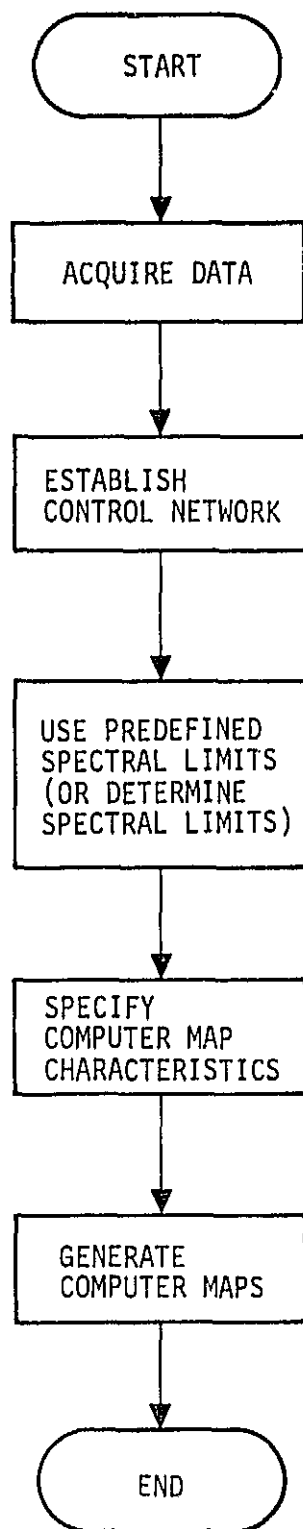 START
ACQUIRE DATA
ESTABLISH
CONTROL NETWORK
USE PREDEFINED
SPECTRAL LIMITS
(OR DETERMINE
SPECTRAL LIMITS)
SPECIFY
COMPUTER MAP
CHARACTERISTICS
GENERATE
COMPUTER MAPS
END